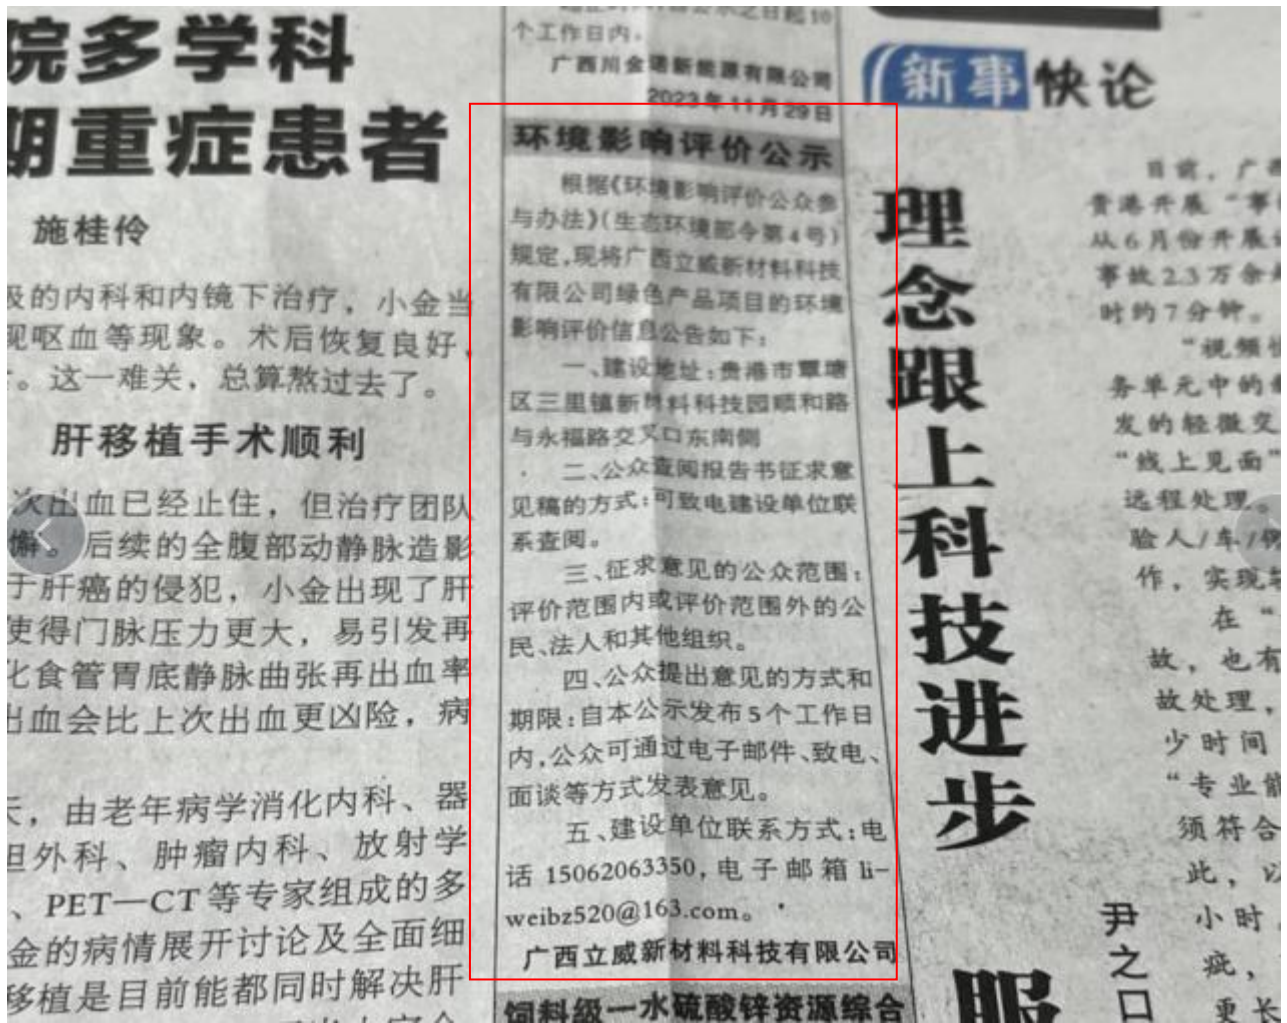 院多学科
期重症患者
施桂伶
级的内科和内镜下治疗，小金当
现呕血等现象。术后恢复良好，
。这一难关，总算熬过去了。
肝移植手术顺利
次出血已经止住，但治疗团队
懈。后续的全腹部动静脉造影
于肝癌的侵犯，小金出现了肝
使得门脉压力更大，易引发再
化食管胃底静脉曲张再出血率
出血会比上次出血更凶险，病
天，由老年病学消化内科、器
胆外科、肿瘤内科、放射学
、PET—CT等专家组成的多
金的病情展开讨论及全面细
移植是目前能都同时解决肝
个工作日内。
广西川金诺新能源有限公司
2023年11月29日
环境影响评价公示
根据《环境影响评价公众参
与办法》(生态环境部令第4号)
规定,现将广西立威新材料科技
有限公司绿色产品项目的环境
影响评价信息公告如下:
一、建设地址:贵港市覃塘
区三里镇新材料科技园顺和路
与永福路交叉口东南侧
二、公众查阅报告书征求意
见稿的方式:可致电建设单位联
系查阅。
三、征求意见的公众范围:
评价范围内或评价范围外的公
民、法人和其他组织。
四、公众提出意见的方式和
期限:自本公示发布5个工作日
内,公众可通过电子邮件、致电、
面谈等方式发表意见。
五、建设单位联系方式:电
话 15062063350,电子邮箱 li-
weibz520@163.com。
广西立威新材料科技有限公司
饲料级一水硫酸锌资源综合
新事快论
理念跟上科技进步
尹之口
目前，广西
贵港开展“事
从6月份开展
事故2.3万余
时约7分钟。
“视频
务单元中的
发的轻微交
“线上见面”
远程处理。
验人/车/
作，实现
在“
故，也有
故处理，
少时间
“专业能
须符合
此，以
小时
疵，
更长
服